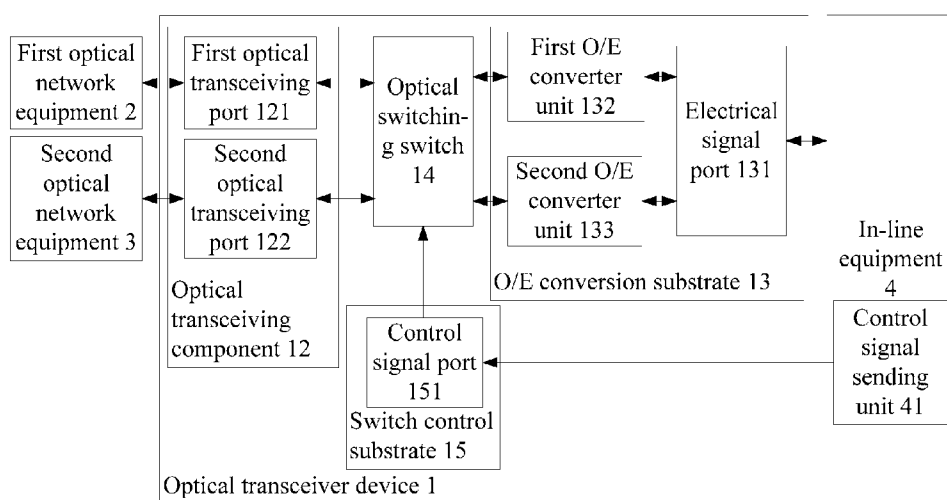 First optical
network
equipment 2
Second
optical
network
equipment 3
First optical
transceiving
port 121
Second
optical
transceiving
port 122
Optical
transceiving
component 12
Optical
switchin-
g switch
14
First O/E
converter
unit 132
Second O/E
converter
unit 133
Electrical
signal
port 131
O/E conversion substrate 13
In-line
equipment
4
Control
signal
sending
unit 41
Control
signal port
151
Switch control
substrate 15
Optical transceiver device 1